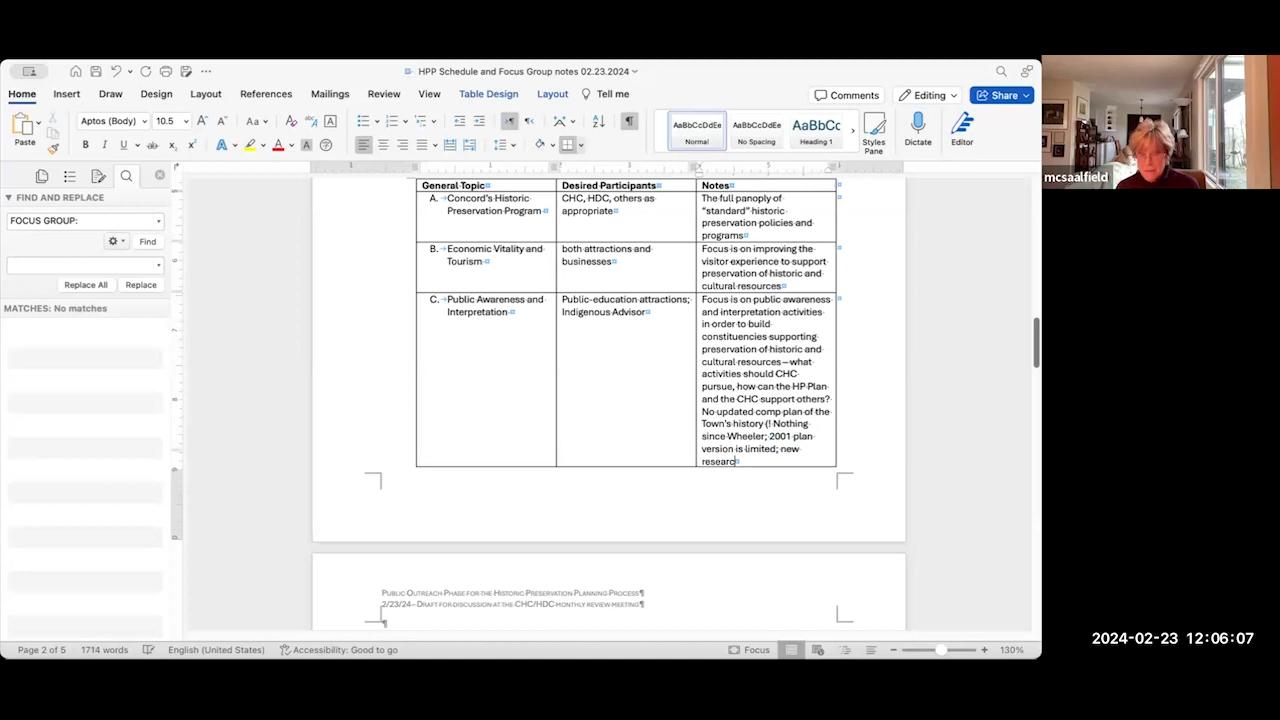 HPP Schedule and Focus Group notes 02.23.2024
Home Insert Draw Design Layout References Mailings Review View Table Design Layout Tell me
Comments Editing Share
Paste
Aptos (Body) 10.5
AaBbCcDdEe AaBbCcDdEe AaBbCc
Normal No Spacing Heading 1
Styles Pane
Dictate
Editor
mcsaalfield
FIND AND REPLACE
FOCUS GROUP:
Find
Replace All Replace
MATCHES: No matches
General Topic Desired Participants Notes
A. Concord's Historic Preservation Program
CHC, HDC, others as
appropriate
The full panoply of
“standard” historic
preservation policies and
programs
B. Economic Vitality and
Tourism
both attractions and
businesses
Focus is on improving the
visitor experience to support
preservation of historic and
cultural resources
C. Public Awareness and
Interpretation
Public-education attractions;
Indigenous Advisor
Focus is on public awareness
and interpretation activities
in order to build
constituencies supporting
preservation of historic and
cultural resources – what
activities should CHC
pursue, how can the HP Plan
and the CHC support others?
No updated comp plan of the
Town's history (! Nothing
since Wheeler; 2001 plan
version is limited; new
researc
Public Outreach Phase for the Historic Preservation Planning Process
2/23/24 – Draft for discussion at the CHC/HDC monthly review meeting
Page 2 of 5 1714 words English (United States) Accessibility: Good to go Focus 130%
2024-02-23 12:06:07